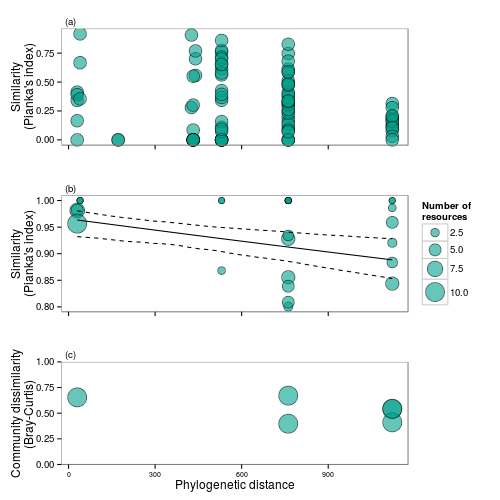 (a)
Similarity
(Pianka's index)
0.75
0.50
0.25
0.00
(b)
Similarity
(Pianka's index)
1.00
0.95
0.90
0.85
0.80
Number of
resources
2.5
5.0
7.5
10.0
(c)
Community dissimilarity
(Bray-Curtis)
1.00
0.75
0.50
0.25
0.00
0
300
600
900
Phylogenetic distance